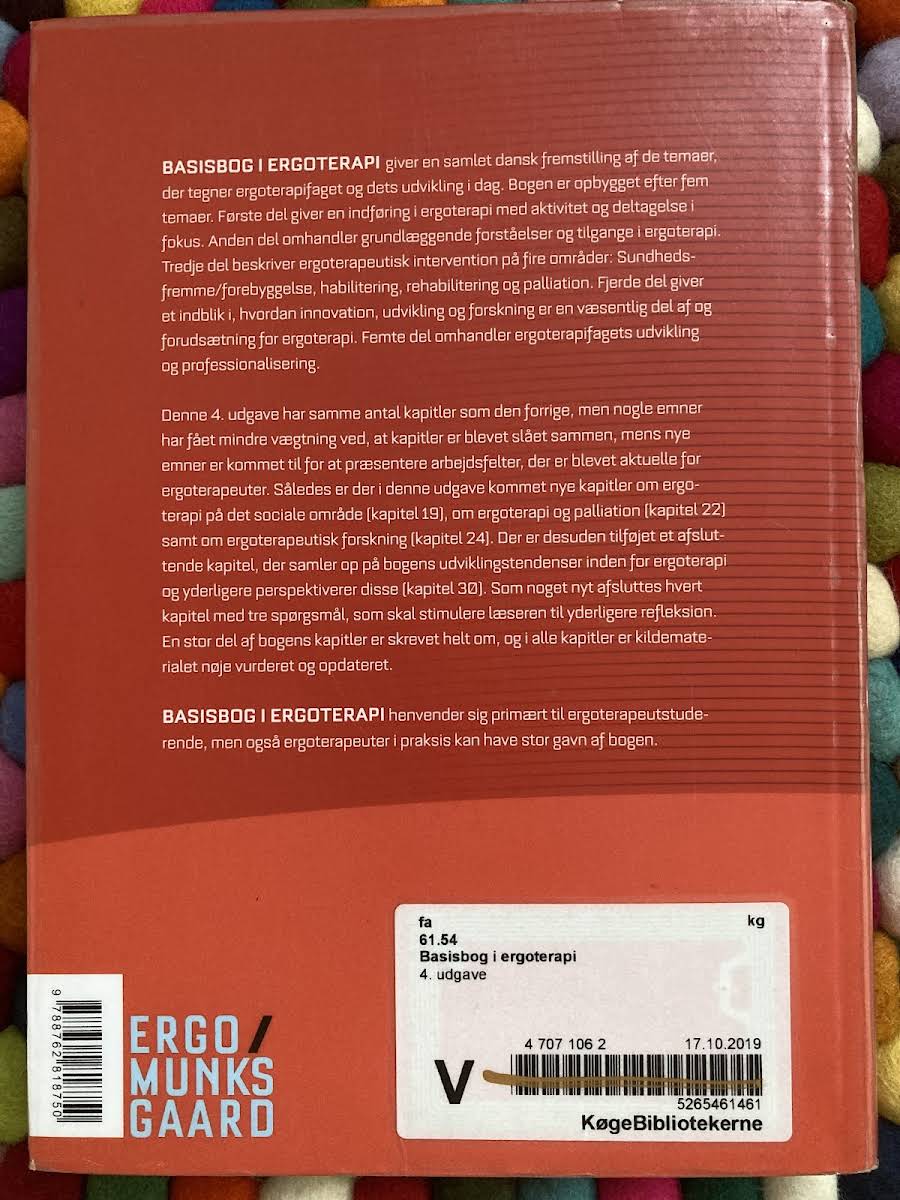 BASISBOG I ERGOTERAPI giver en samlet dansk fremstilling af de temaer,
der tegner ergoterapifaget og dets udvikling i dag. Bogen er opbygget efter fem
temaer. Første del giver en indføring i ergoterapi med aktivitet og deltagelse i
fokus. Anden del omhandler grundlæggende forståelser og tilgange i ergoterapi.
Tredje del beskriver ergoterapeutisk intervention på fire områder: Sundheds-
fremme/forebyggelse, habilitering, rehabilitering og palliation. Fjerde del giver
et indblik i, hvordan innovation, udvikling og forskning er en væsentlig del af og
forudsætning for ergoterapi. Femte del omhandler ergoterapifagets udvikling
og professionalisering.
Denne 4. udgave har samme antal kapitler som den forrige, men nogle emner
har fået mindre vægtning ved, at kapitler er blevet slået sammen, mens nye
emner er kommet til for at præsentere arbejdsfelter, der er blevet aktuelle for
ergoterapeuter. Således er der i denne udgave kommet nye kapitler om ergo-
terapi på det sociale område (kapitel 19), om ergoterapi og palliation (kapitel 22)
samt om ergoterapeutisk forskning (kapitel 24). Der er desuden tilføjet et afslut-
tende kapitel, der samler op på bogens udviklingstendenser inden for ergoterapi
og yderligere perspektiverer disse (kapitel 30). Som noget nyt afsluttes hvert
kapitel med tre spørgsmål, som skal stimulere læseren til yderligere refleksion.
En stor del af bogens kapitler er skrevet helt om, og i alle kapitler er kildemate-
rialet nøje vurderet og opdateret.
BASISBOG I ERGOTERAPI henvender sig primært til ergoterapeutstude-
rende, men også ergoterapeuter i praksis kan have stor gavn af bogen.
9 788762 818750
ERGO/
MUNKS
GAARD
fa kg
61.54
Basisbog i ergoterapi
4. udgave
4 707 106 2 17.10.2019
V
5265461461
KøgeBibliotekerne